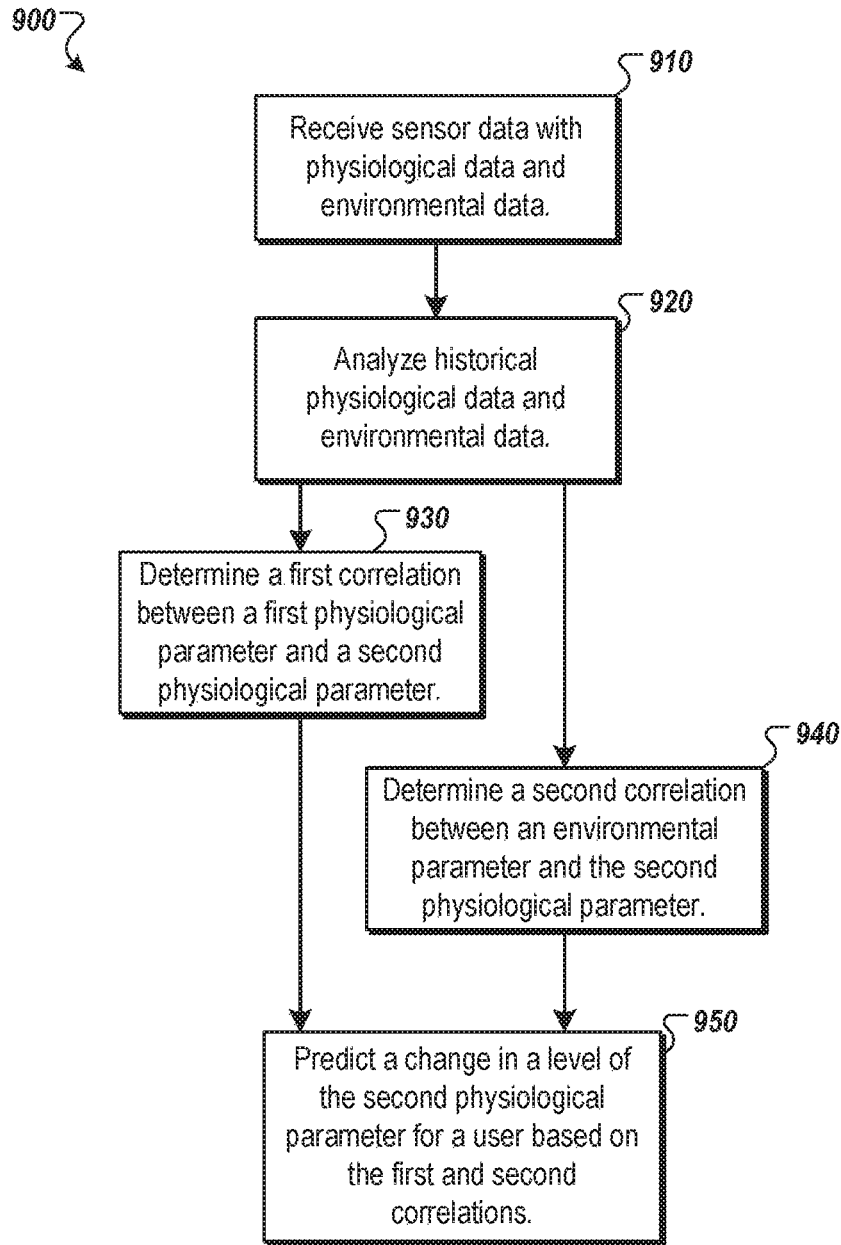 900
910
Receive sensor data with
physiological data and
environmental data.
920
Analyze historical
physiological data and
environmental data.
930
Determine a first correlation
between a first physiological
parameter and a second
physiological parameter.
940
Determine a second correlation
between an environmental
parameter and the second
physiological parameter.
950
Predict a change in a level of
the second physiological
parameter for a user based on
the first and second
correlations.